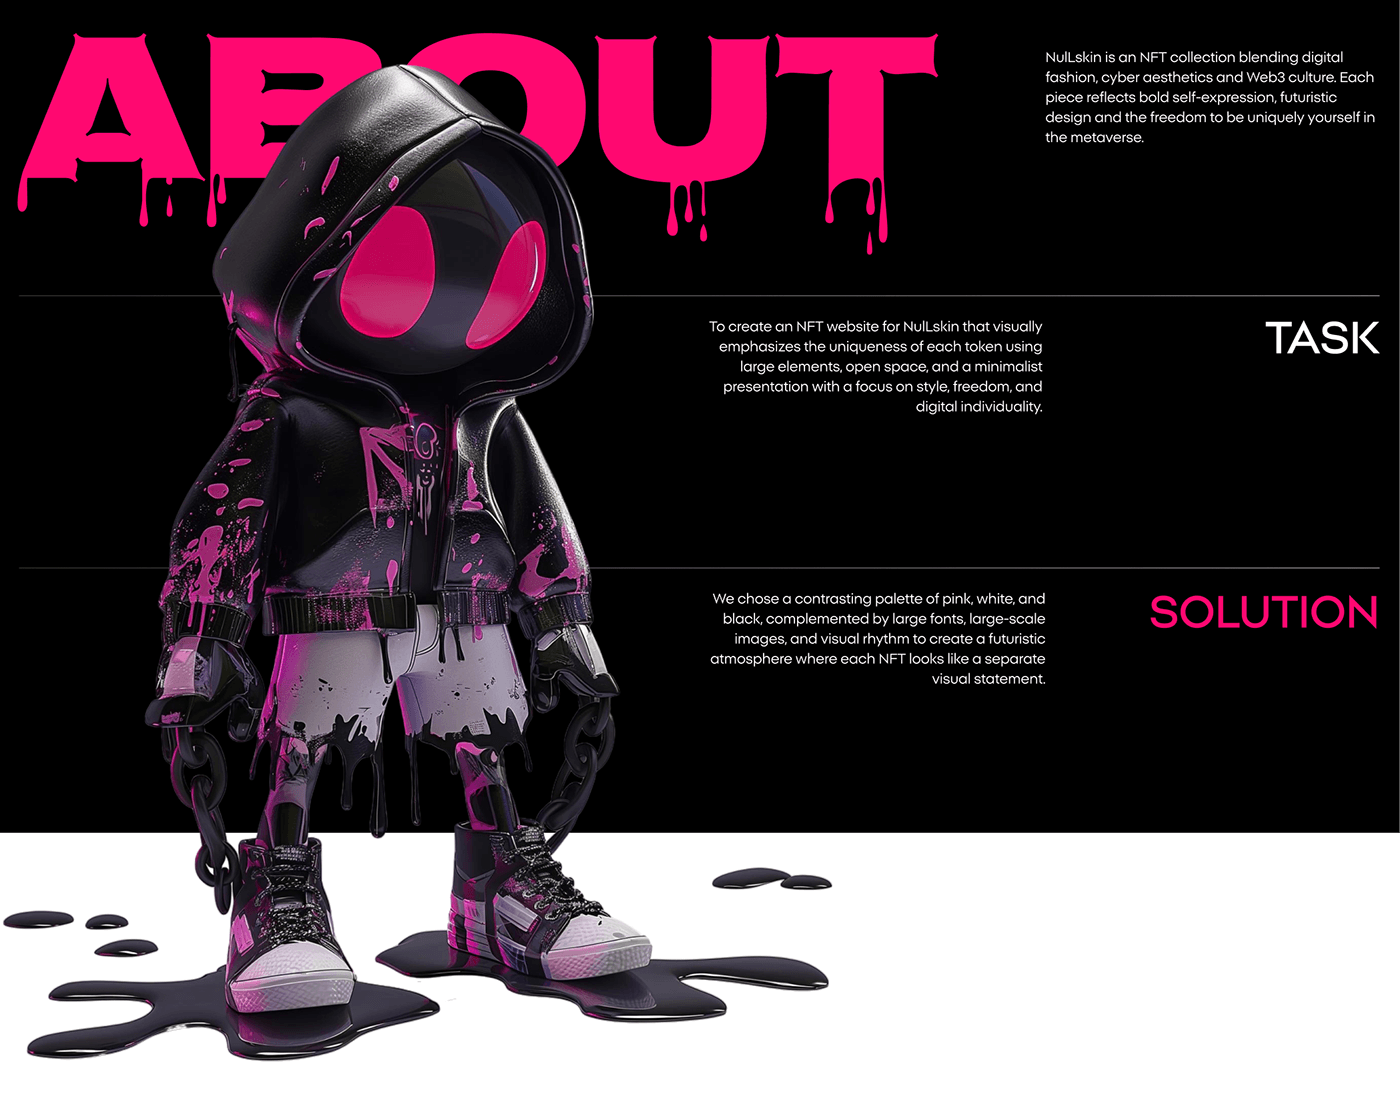 ABOUT
NulLskin is an NFT collection blending digital
fashion, cyber aesthetics and Web3 culture. Each
piece reflects bold self-expression, futuristic
design and the freedom to be uniquely yourself in
the metaverse.
To create an NFT website for NulLskin that visually
emphasizes the uniqueness of each token using
large elements, open space, and a minimalist
presentation with a focus on style, freedom, and
digital individuality.
TASK
We chose a contrasting palette of pink, white, and
black, complemented by large fonts, large-scale
images, and visual rhythm to create a futuristic
atmosphere where each NFT looks like a separate
visual statement.
SOLUTION